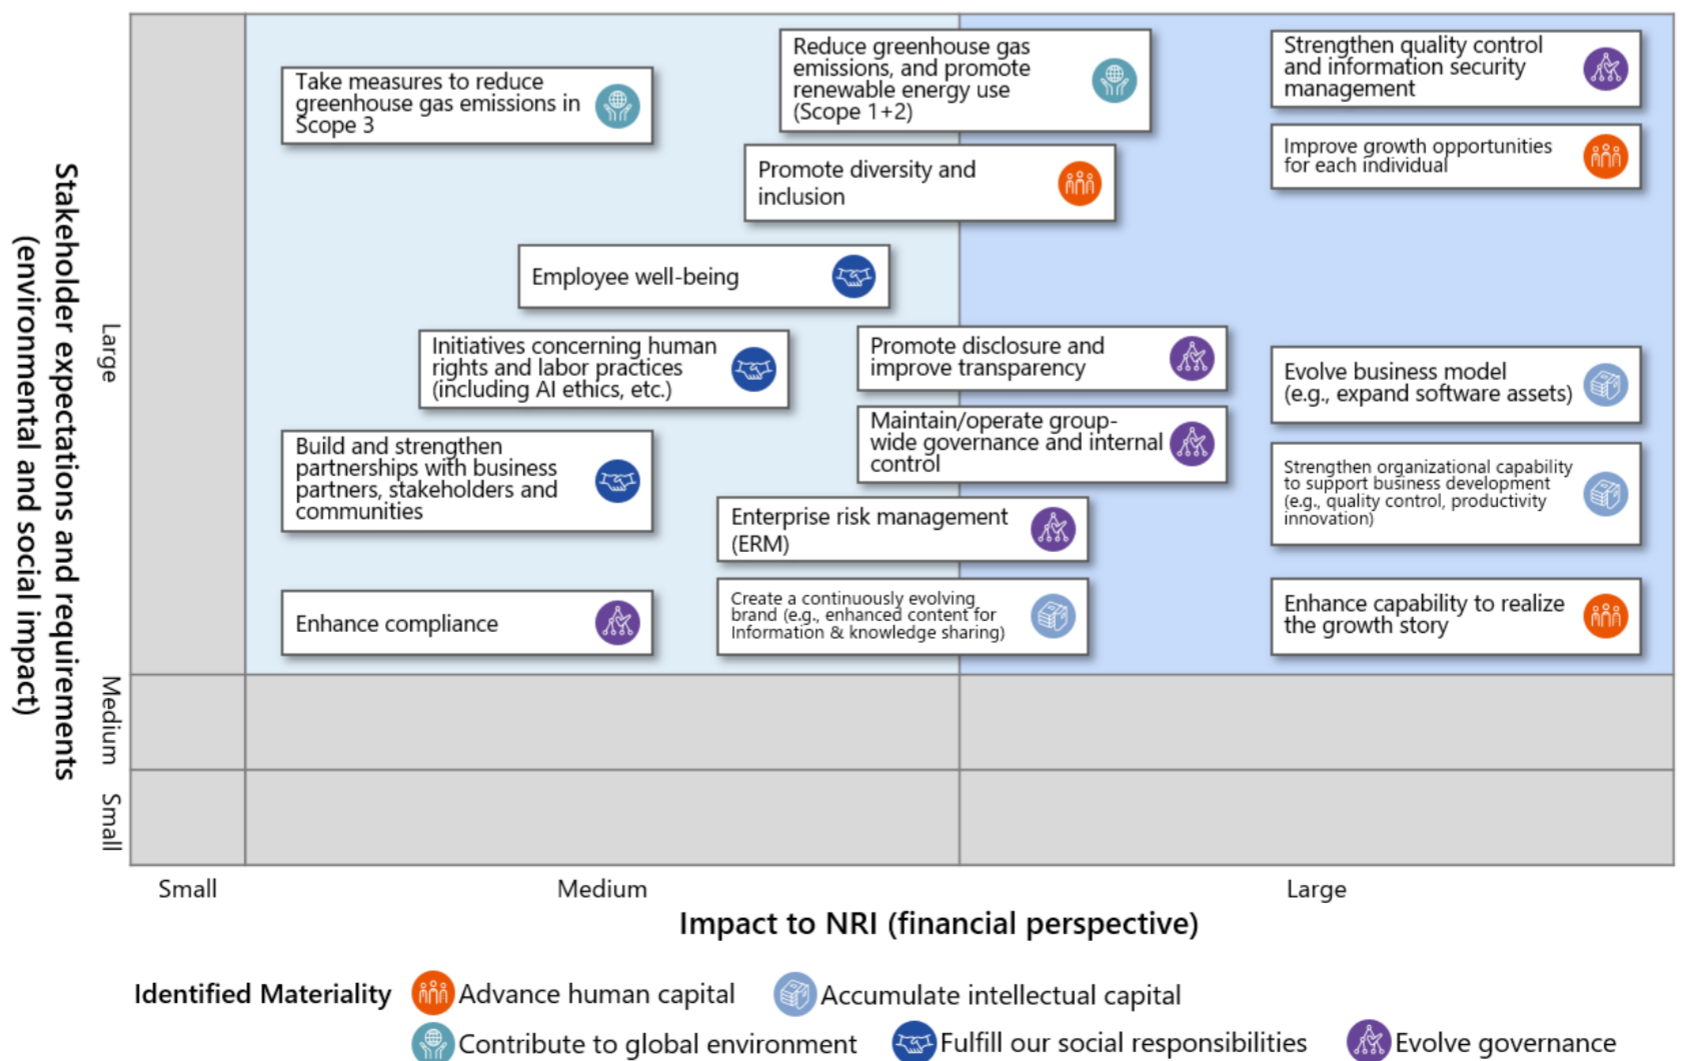 Stakeholder expectations and requirements
(environmental and social impact)
Large
Medium
Small
Take measures to reduce
greenhouse gas emissions in
Scope 3
Reduce greenhouse gas
emissions, and promote
renewable energy use
(Scope 1+2)
Strengthen quality control
and information security
management
Improve growth opportunities
for each individual
Promote diversity and
inclusion
Employee well-being
Initiatives concerning human
rights and labor practices
(including AI ethics, etc.)
Promote disclosure and
improve transparency
Evolve business model
(e.g., expand software assets)
Maintain/operate group-
wide governance and internal
control
Build and strengthen
partnerships with business
partners, stakeholders and
communities
Strengthen organizational capability
to support business development
(e.g., quality control, productivity
innovation)
Enterprise risk management
(ERM)
Create a continuously evolving
brand (e.g., enhanced content for
Information & knowledge sharing)
Enhance compliance
Enhance capability to realize
the growth story
Small
Medium
Large
Impact to NRI (financial perspective)
Identified Materiality
Advance human capital
Accumulate intellectual capital
Contribute to global environment
Fulfill our social responsibilities
Evolve governance